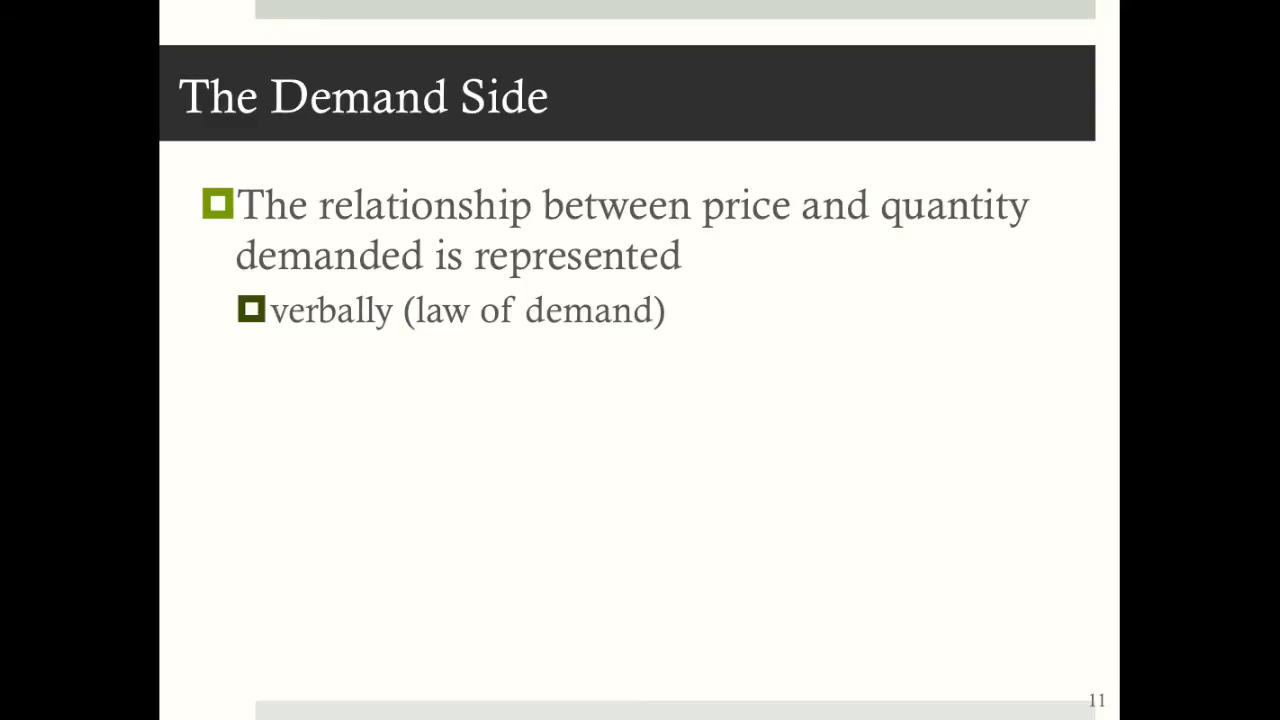 The Demand Side
The relationship between price and quantity
demanded is represented
verbally (law of demand)
11